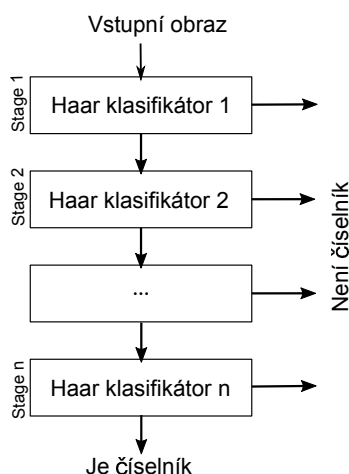 Vstupní obraz
Stage 1
Haar klasifikátor 1
Stage 2
Haar klasifikátor 2
Není číselník
...
Stage n
Haar klasifikátor n
Je číselník